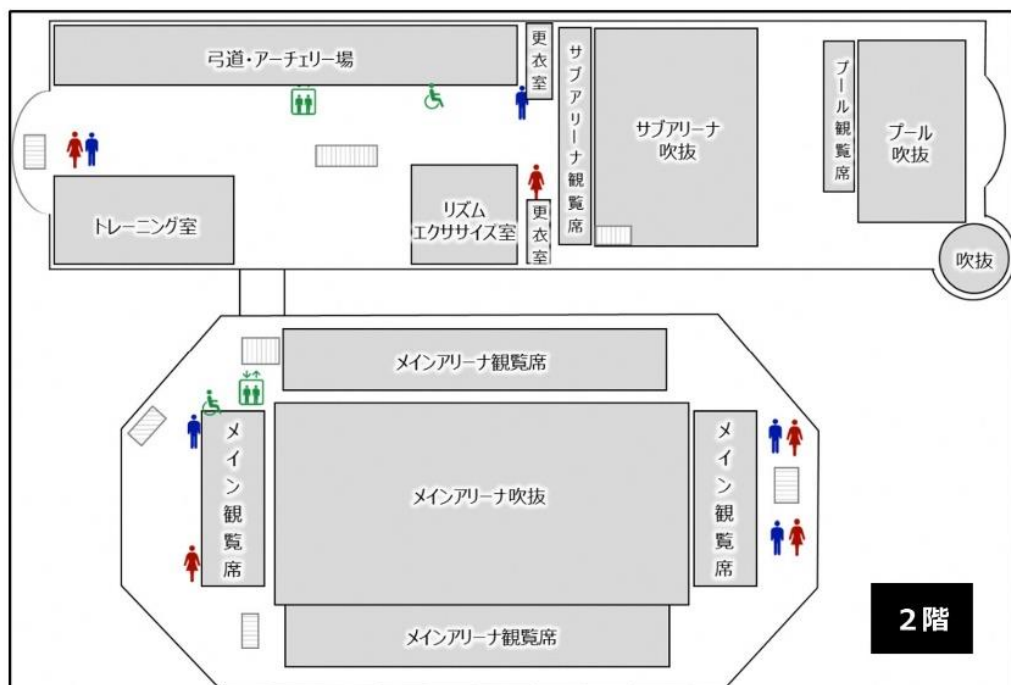 弓道・アーチェリー場
更衣室
サブアリーナ観覧席
サブアリーナ
吹抜
プール観覧席
プール
吹抜
トレーニング室
リズム
エクササイズ室
更衣室
吹抜
メインアリーナ観覧席
メイン観覧席
メインアリーナ吹抜
メイン観覧席
メインアリーナ観覧席
2階